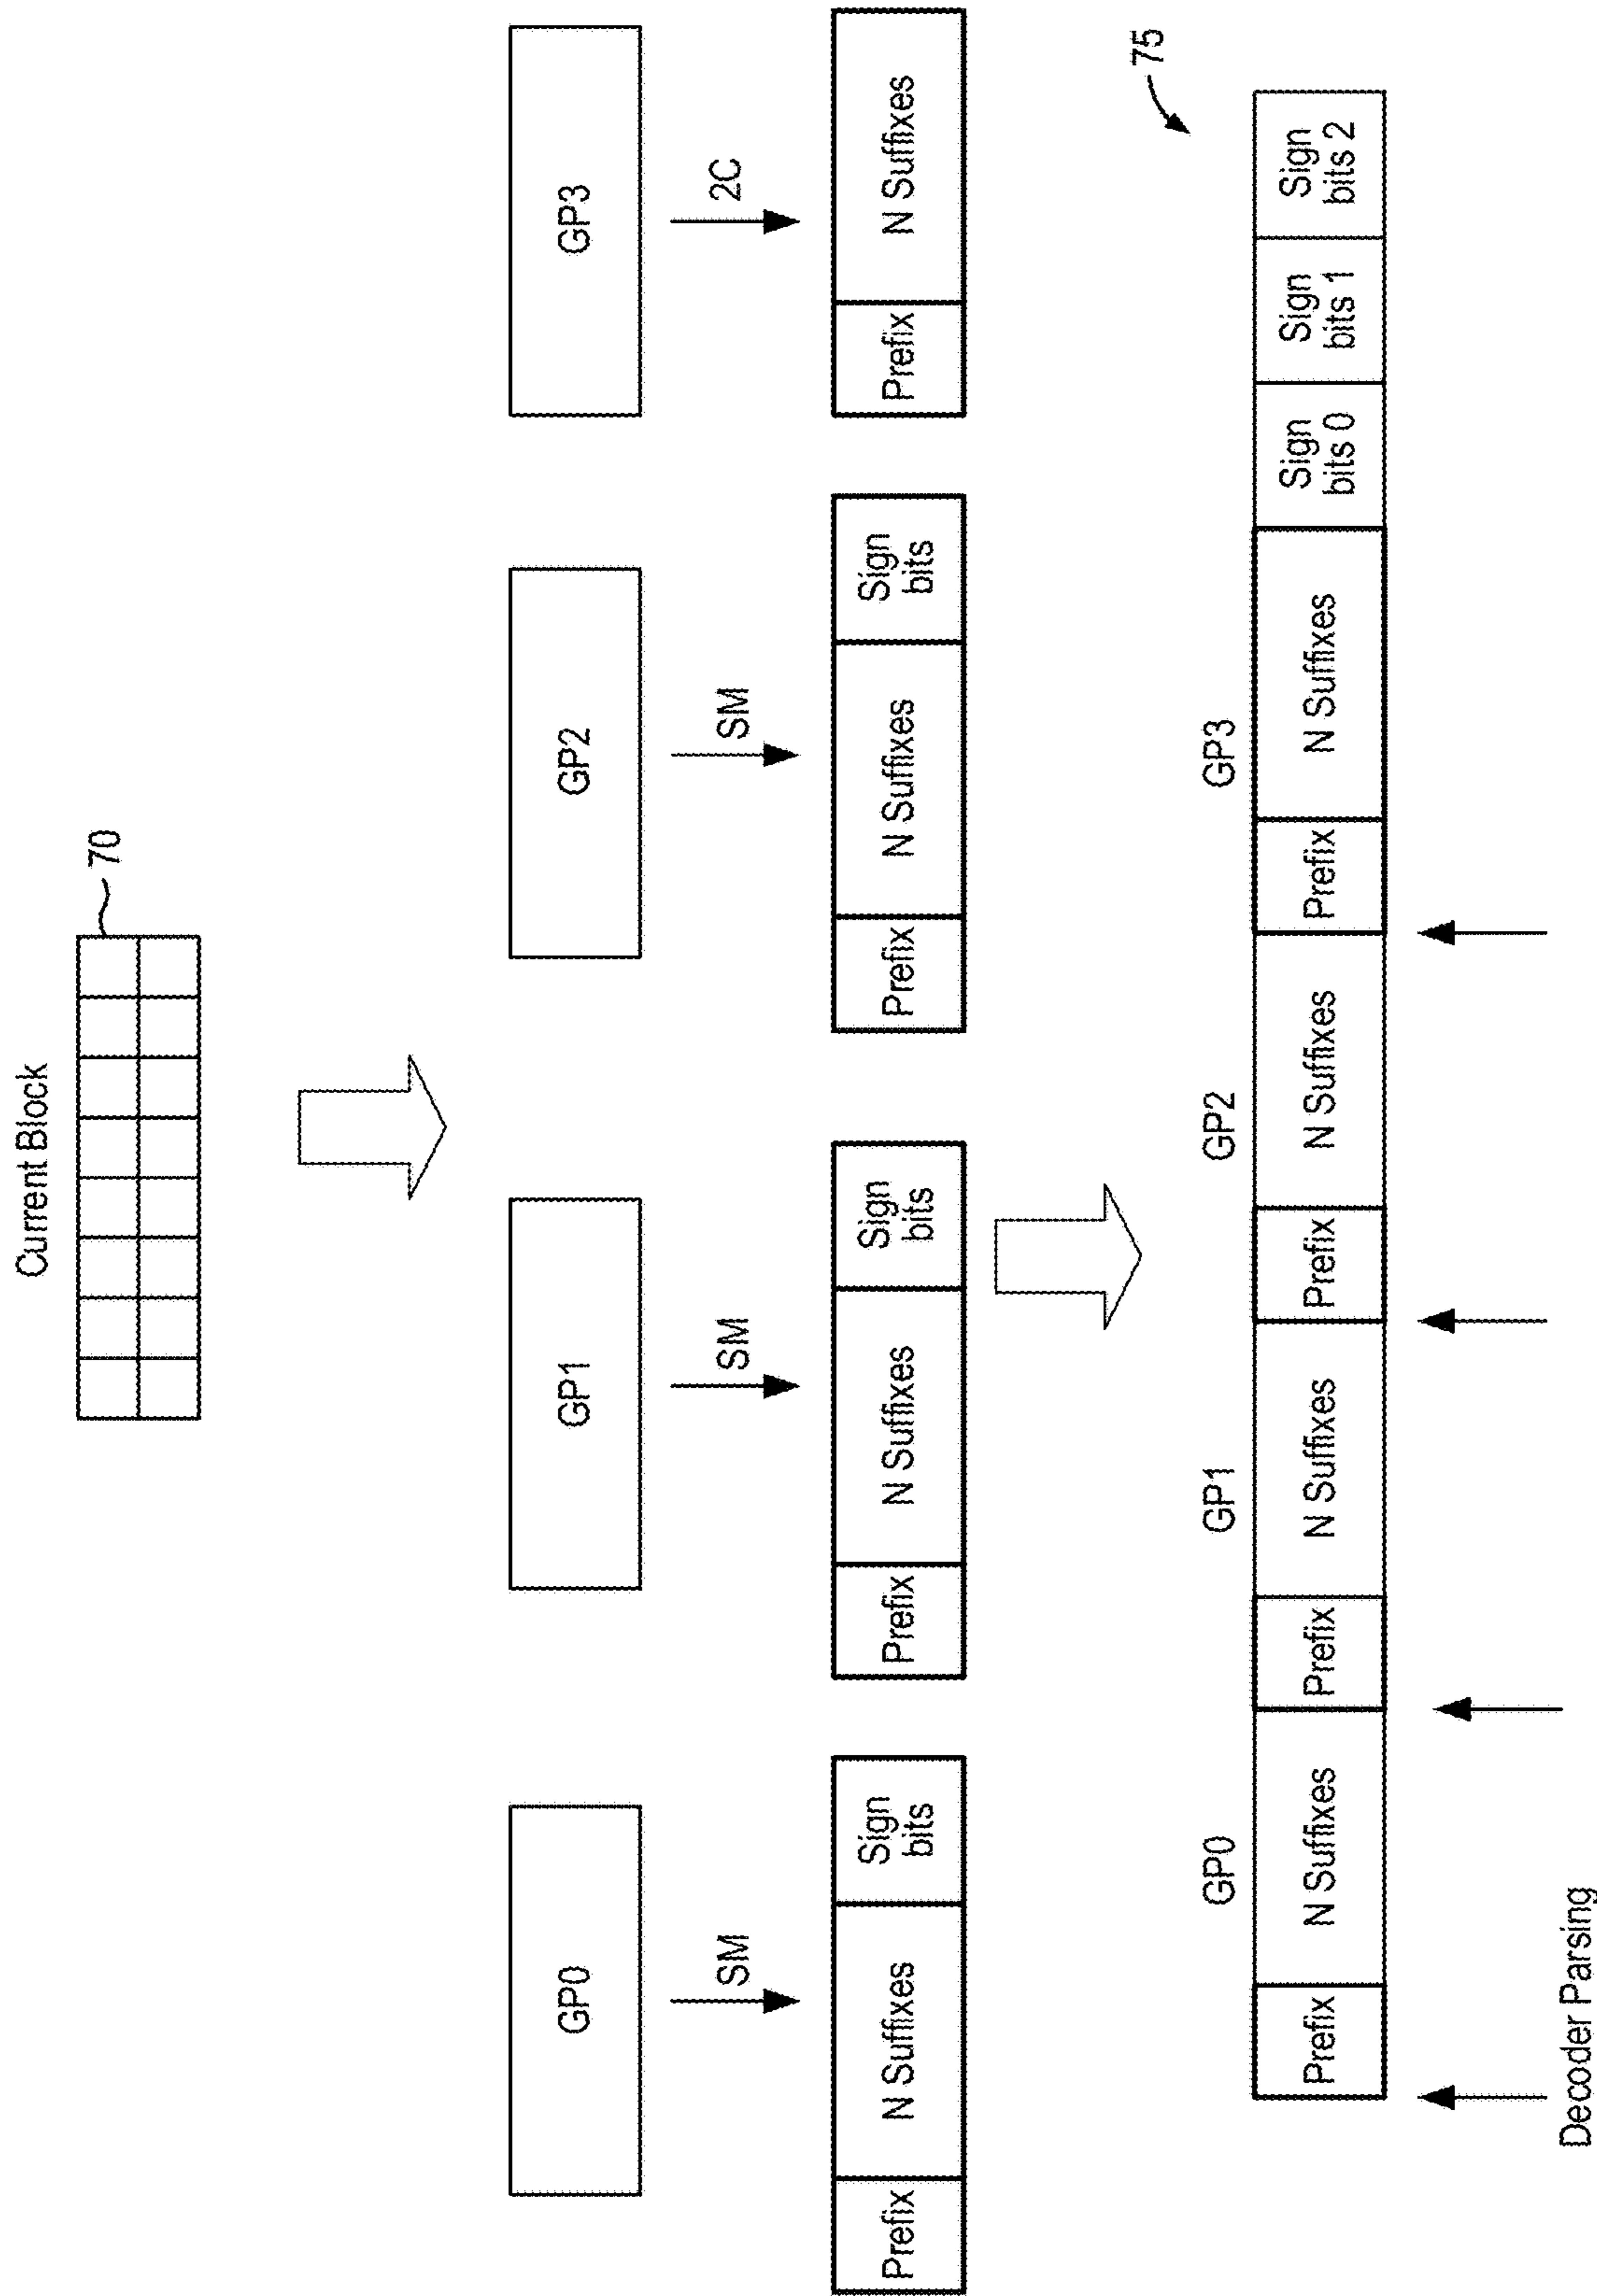 Current Block
70
GP0
GP1
GP2
GP3
SM
SM
SM
2C
Prefix
N Suffixes
Sign
bits
Prefix
N Suffixes
Sign
bits
Prefix
N Suffixes
Sign
bits
Prefix
N Suffixes
75
GP0
GP1
GP2
GP3
Prefix
N Suffixes
Prefix
N Suffixes
Prefix
N Suffixes
Prefix
N Suffixes
Sign
bits 0
Sign
bits 1
Sign
bits 2
Decoder Parsing